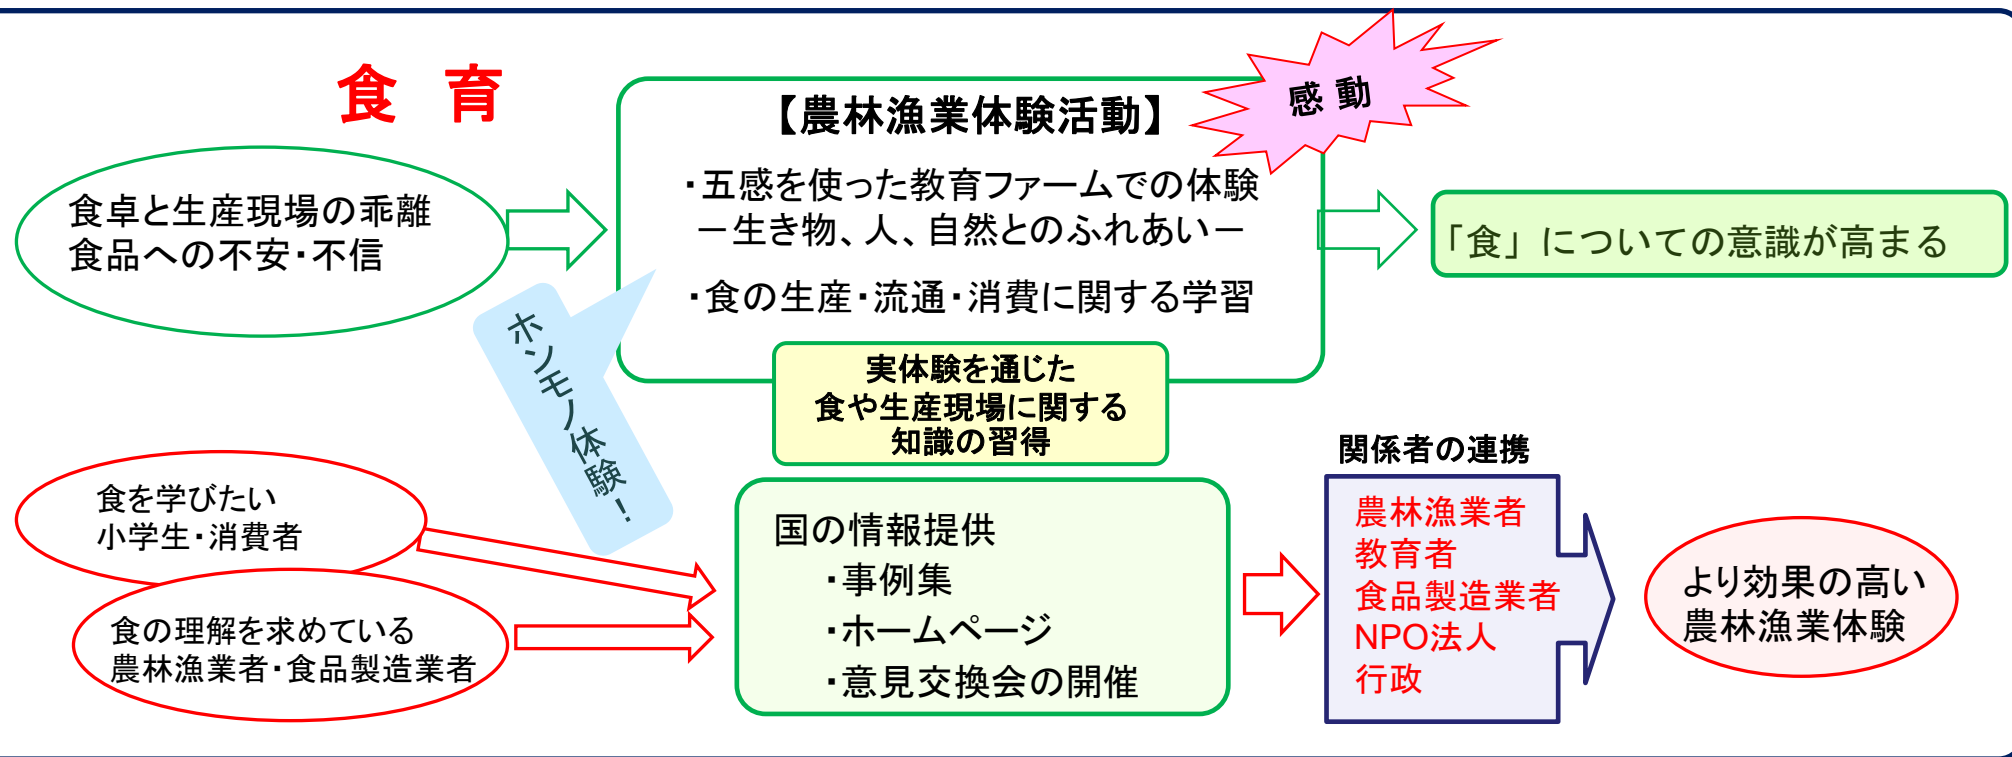 食 育
感 動
【農林漁業体験活動】
食卓と生産現場の乖離
食品への不安・不信
・五感を使った教育ファームでの体験
－生き物、人、自然とのふれあい－
・食の生産・流通・消費に関する学習
「食」についての意識が高まる
ホンモノ体験！
実体験を通じた
食や生産現場に関する
知識の習得
食を学びたい
小学生・消費者
食の理解を求めている
農林漁業者・食品製造業者
国の情報提供
・事例集
・ホームページ
・意見交換会の開催
関係者の連携
農林漁業者
教育者
食品製造業者
NPO法人
行政
より効果の高い
農林漁業体験